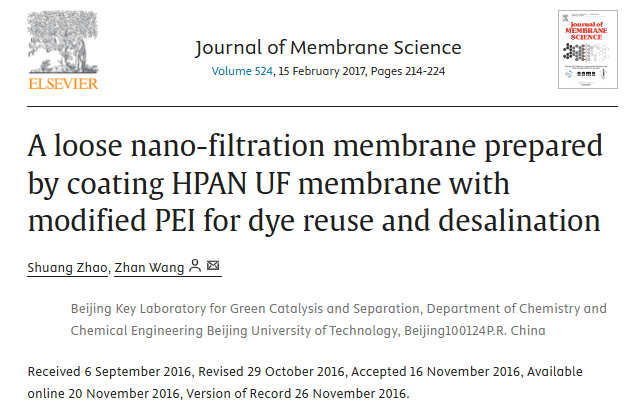 Journal of Membrane Science
Volume 524, 15 February 2017, Pages 214-224
ELSEVIER
journal of
MEMBRANE
SCIENCE
A loose nano-filtration membrane prepared
by coating HPAN UF membrane with
modified PEI for dye reuse and desalination
Shuang Zhao, Zhan Wang
Beijing Key Laboratory for Green Catalysis and Separation, Department of Chemistry and
Chemical Engineering Beijing University of Technology, Beijing100124P.R. China
Received 6 September 2016, Revised 29 October 2016, Accepted 16 November 2016, Available
online 20 November 2016, Version of Record 26 November 2016.